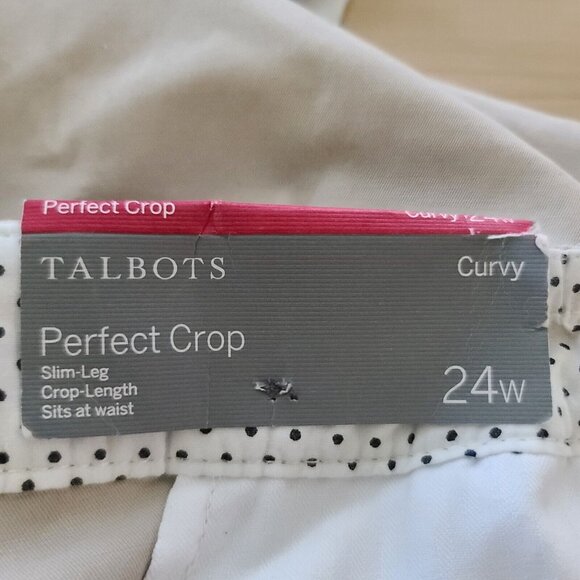 Perfect Crop Curvy 24W
TALBOTS Curvy
Perfect Crop
Slim-Leg
Crop-Length
Sits at waist
24W